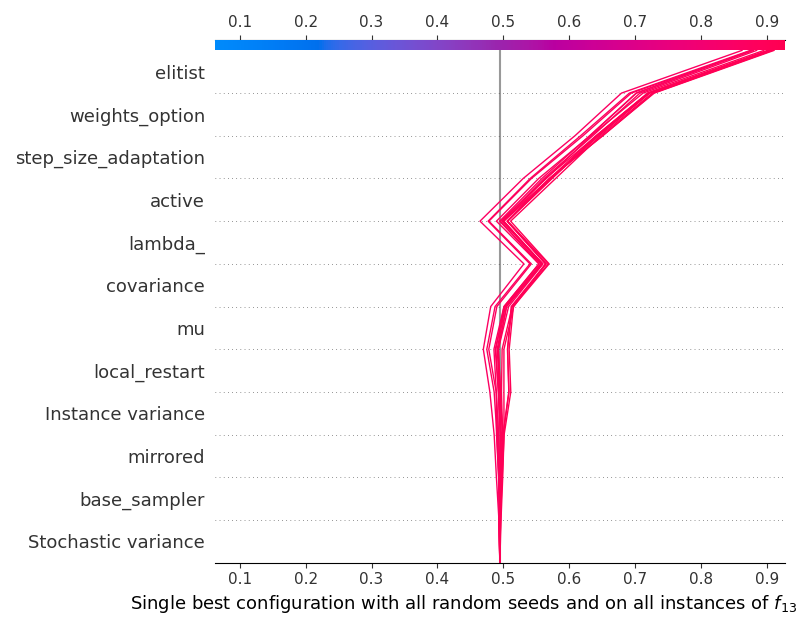 0.1 0.2 0.3 0.4 0.5 0.6 0.7 0.8 0.9
elitist
weights_option
step_size_adaptation
active
lambda_
covariance
mu
local_restart
Instance variance
mirrored
base_sampler
Stochastic variance
0.1 0.2 0.3 0.4 0.5 0.6 0.7 0.8 0.9
Single best configuration with all random seeds and on all instances of f13